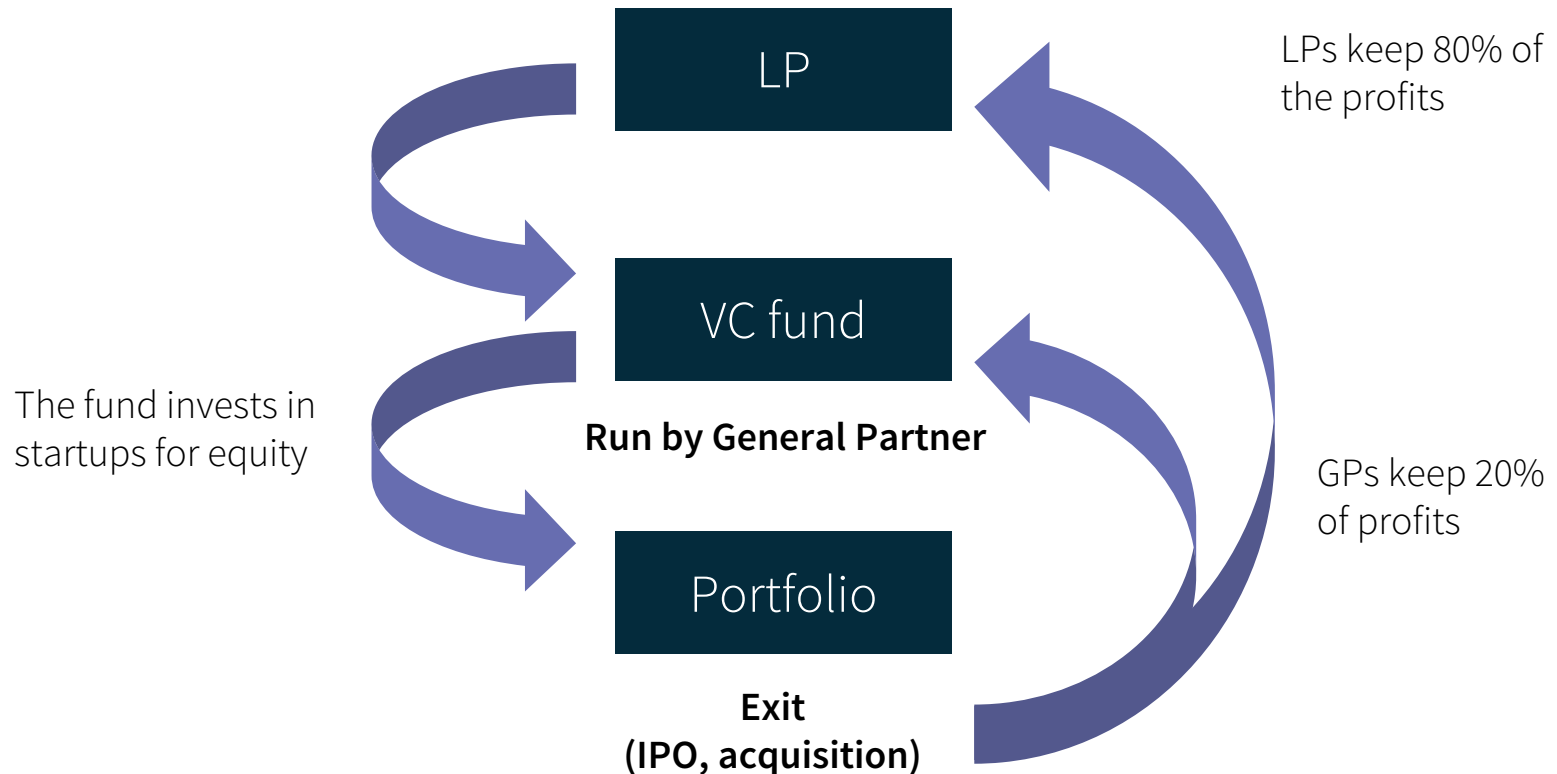 LP
LPs keep 80% of
the profits
VC fund
The fund invests in
startups for equity
Run by General Partner
GPs keep 20%
of profits
Portfolio
Exit
(IPO, acquisition)